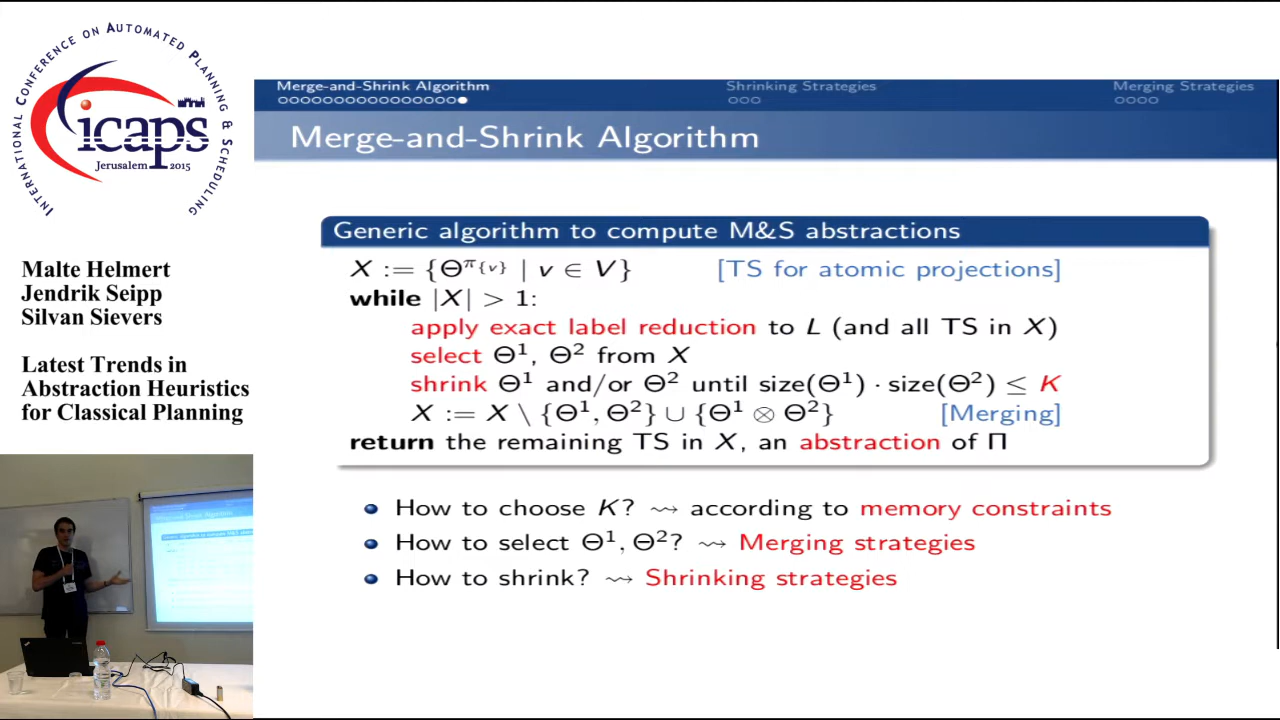 INTERNATIONAL CONFERENCE ON AUTOMATED PLANNING & SCHEDULING
icaps
Jerusalem 2015
Malte Helmert
Jendrik Seipp
Silvan Sievers
Latest Trends in
Abstraction Heuristics
for Classical Planning
Merge-and-Shrink Algorithm Shrinking Strategies Merging Strategies
Merge-and-Shrink Algorithm
Generic algorithm to compute M&S abstractions
X := {Θ^π{v} | v ∈ V} [TS for atomic projections]
while |X| > 1:
apply exact label reduction to L (and all TS in X)
select Θ¹, Θ² from X
shrink Θ¹ and/or Θ² until size(Θ¹) · size(Θ²) ≤ K
X := X \ {Θ¹, Θ²} ∪ {Θ¹ ⊗ Θ²} [Merging]
return the remaining TS in X, an abstraction of Π
How to choose K? ⇝ according to memory constraints
How to select Θ¹, Θ²? ⇝ Merging strategies
How to shrink? ⇝ Shrinking strategies